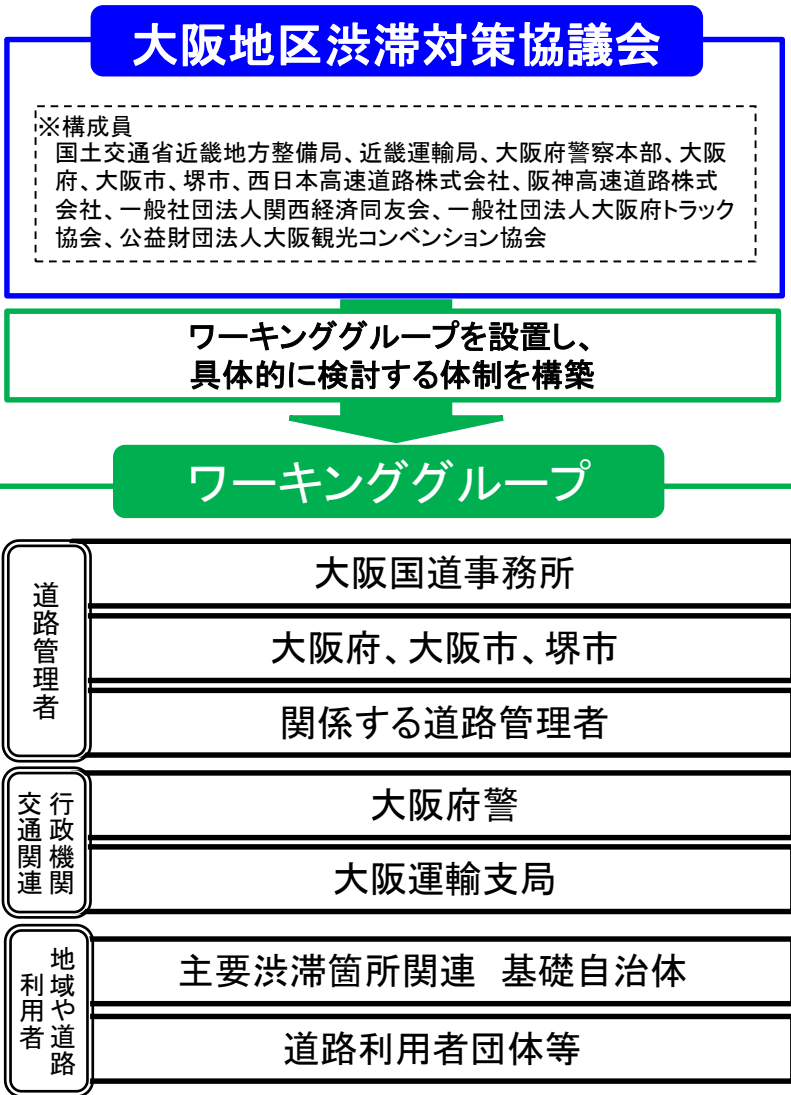 大阪地区渋滞対策協議会
※構成員
国土交通省近畿地方整備局、近畿運輸局、大阪府警察本部、大阪
府、大阪市、堺市、西日本高速道路株式会社、阪神高速道路株式
会社、一般社団法人関西経済同友会、一般社団法人大阪府トラック
協会、公益財団法人大阪観光コンベンション協会
ワーキンググループを設置し、
具体的に検討する体制を構築
ワーキンググループ
道路管理者
大阪国道事務所
大阪府、大阪市、堺市
関係する道路管理者
行政機関
交通関連
大阪府警
大阪運輸支局
地域や道路
利用者
主要渋滞箇所関連 基礎自治体
道路利用者団体等